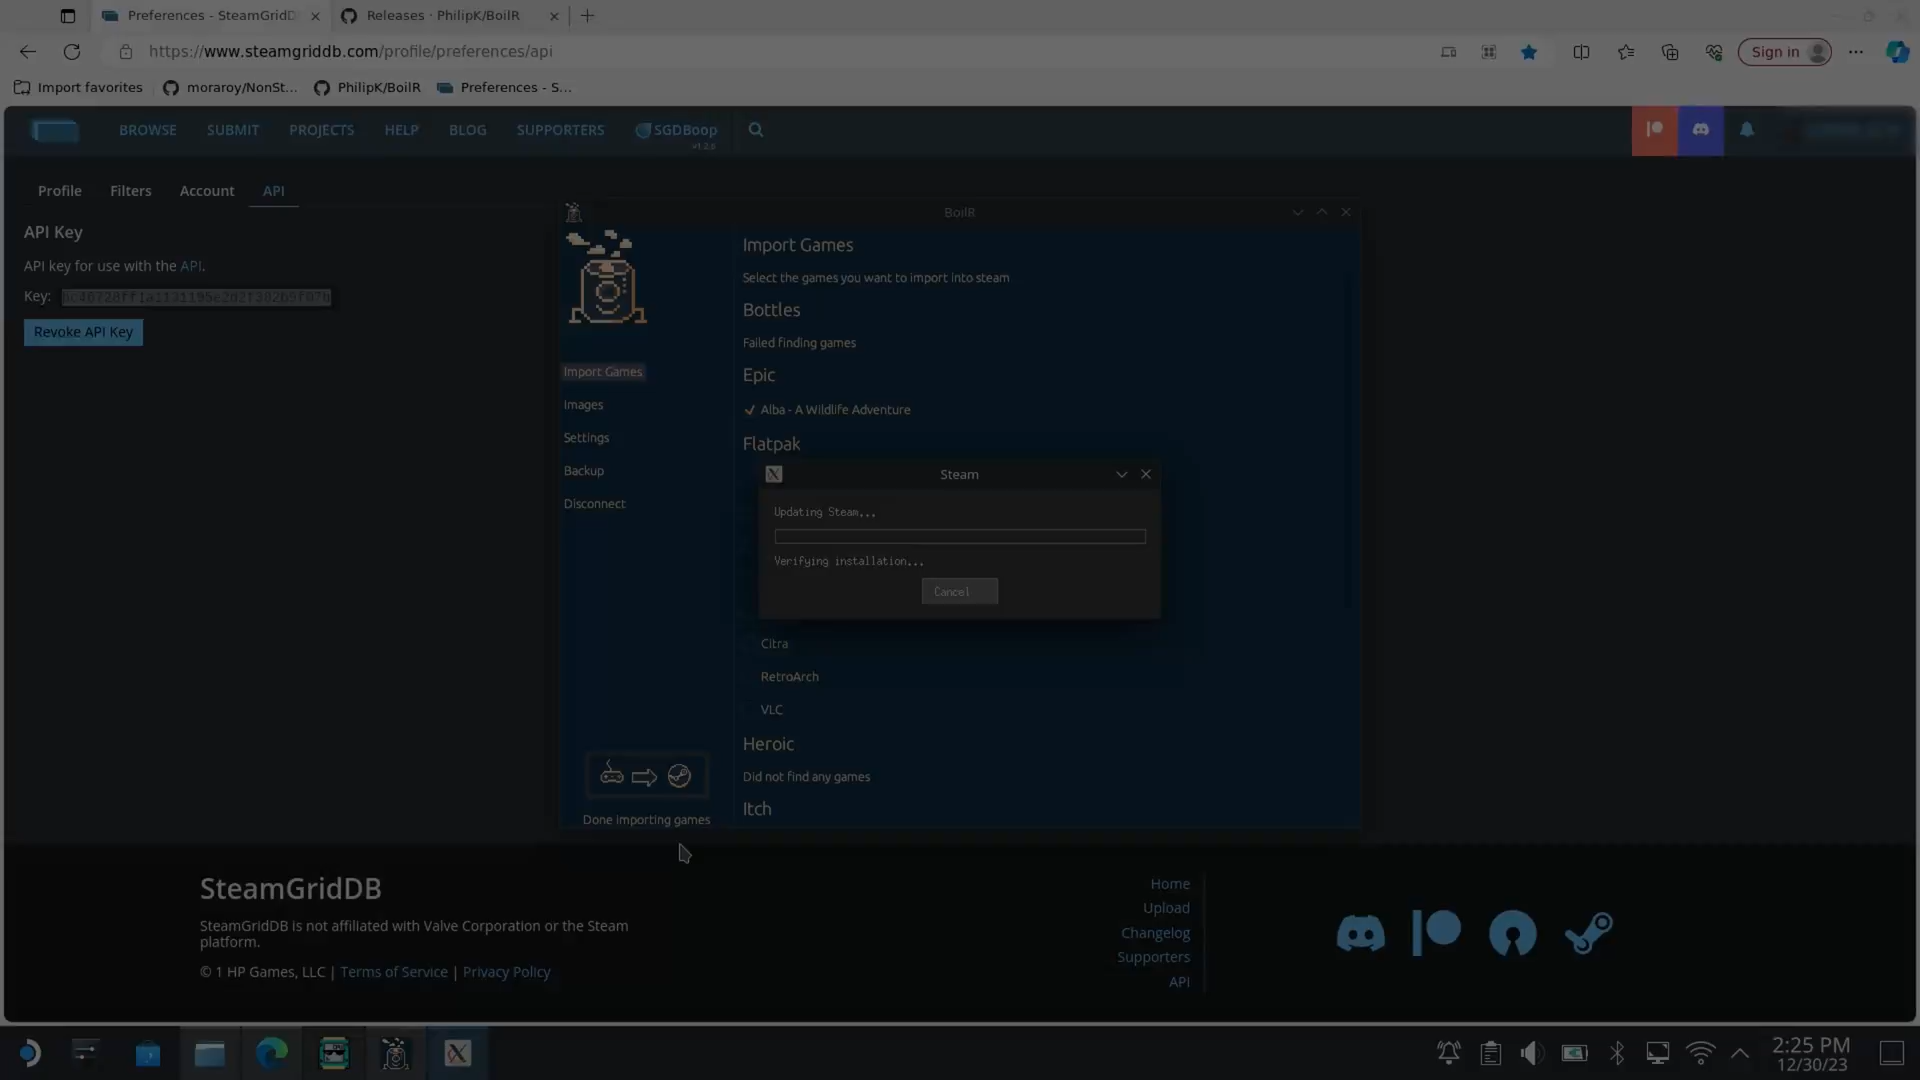 Preferences - SteamGridD
Releases · PhilipK/BoilR
https://www.steamgriddb.com/profile/preferences/api
Sign in
Import favorites
moraroy/NonSt...
PhilipK/BoilR
Preferences - S...
BROWSE
SUBMIT
PROJECTS
HELP
BLOG
SUPPORTERS
SGDBoop
v1.2.6
Profile
Filters
Account
API
API Key
API key for use with the API.
Key:
Revoke API Key
BoilR
Import Games
Images
Settings
Backup
Disconnect
Done importing games
Import Games
Select the games you want to import into steam
Bottles
Failed finding games
Epic
Alba - A Wildlife Adventure
Flatpak
Steam
Updating Steam...
Verifying installation...
Cancel
Citra
RetroArch
VLC
Heroic
Did not find any games
Itch
SteamGridDB
SteamGridDB is not affiliated with Valve Corporation or the Steam
platform.
© 1 HP Games, LLC | Terms of Service | Privacy Policy
Home
Upload
Changelog
Supporters
API
2:25 PM
12/30/23